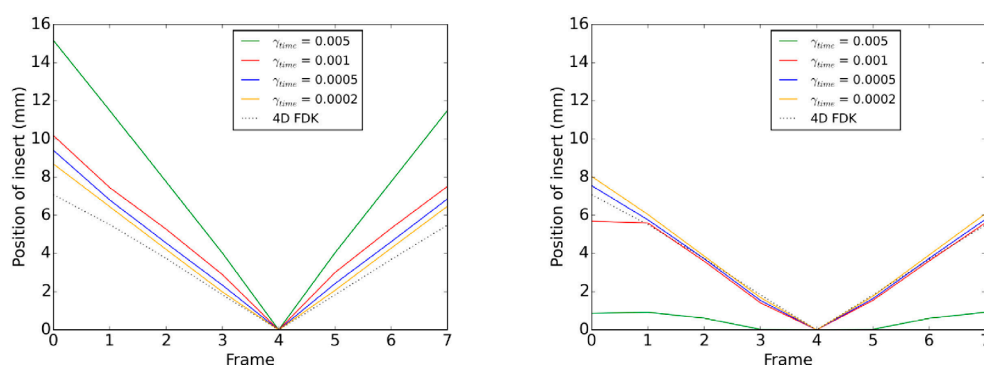 16
14
12
10
8
6
4
2
0
Position of insert (mm)
γtime = 0.005
γtime = 0.001
γtime = 0.0005
γtime = 0.0002
4D FDK
0 1 2 3 4 5 6 7
Frame
16
14
12
10
8
6
4
2
0
Position of insert (mm)
γtime = 0.005
γtime = 0.001
γtime = 0.0005
γtime = 0.0002
4D FDK
0 1 2 3 4 5 6 7
Frame